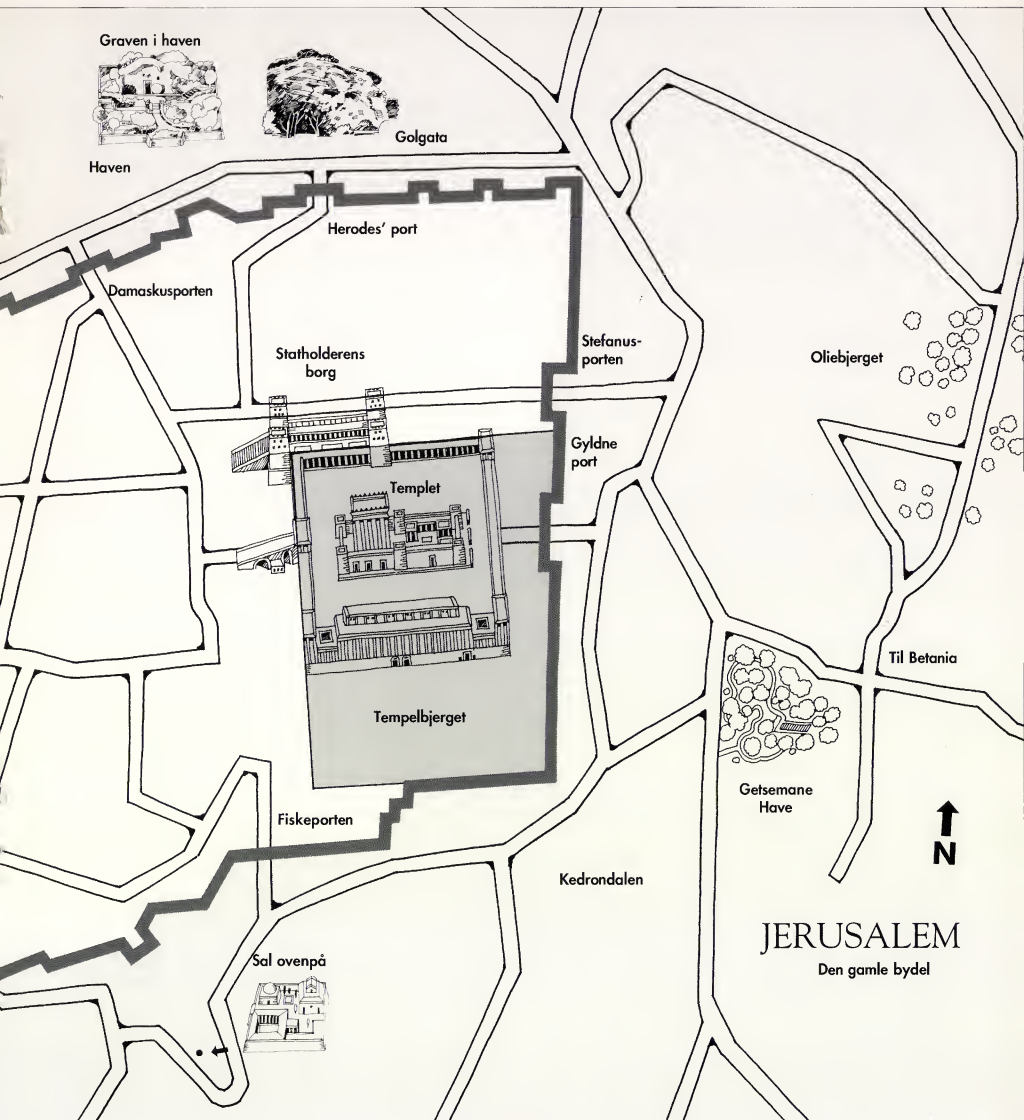 Graven i haven
Golgata
Haven
Herodes' port
Damaskusporten
Statholderens
borg
Stefanus-
porten
Oliebjerget
Gyldne
port
Templet
Til Betania
Tempelbjerget
Getsemane
Have
Fiskeporten
N
Kedrondalen
JERUSALEM
Den gamle bydel
Sal ovenpå